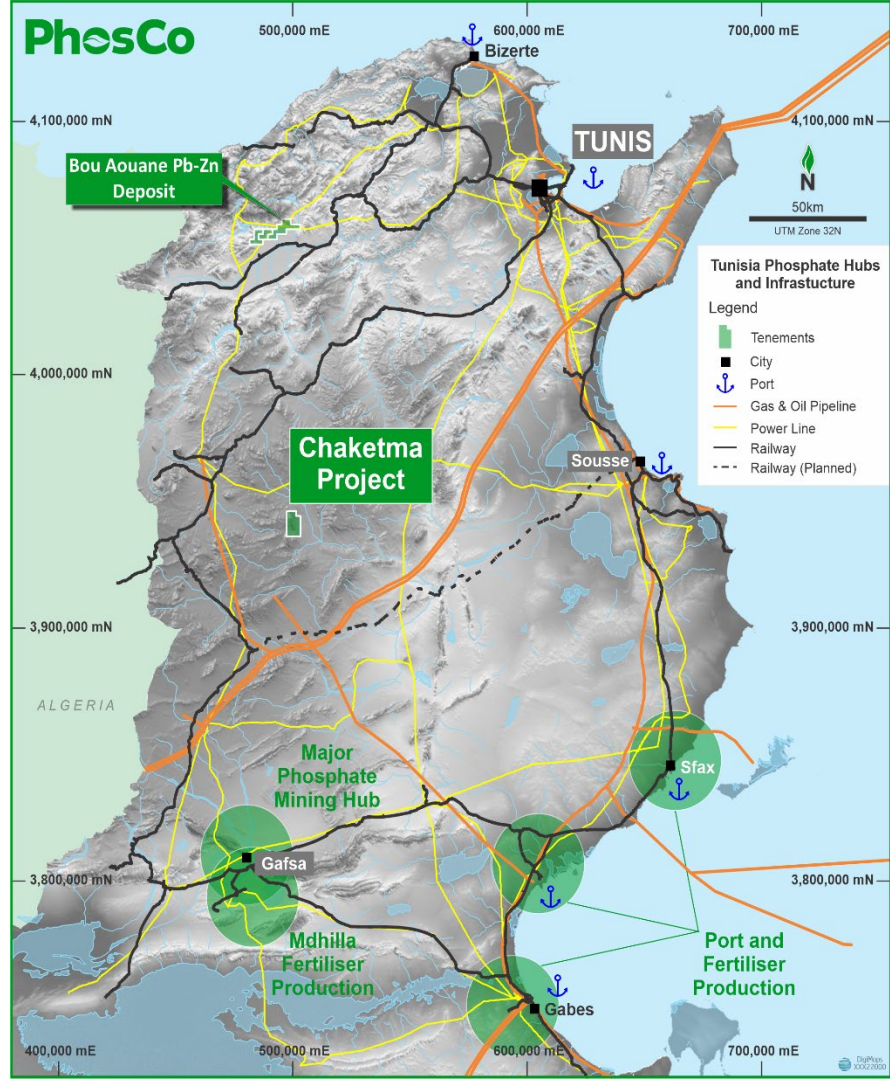 PhosCo
500,000 mE
600,000 mE
700,000 mE
Bizerte
4,100,000 mN
4,100,000 mN
TUNIS
Bou Aouane Pb-Zn
Deposit
N
50km
UTM Zone 32N
Tunisia Phosphate Hubs
and Infrastucture
Legend
Tenements
City
Port
Gas & Oil Pipeline
Power Line
Railway
Railway (Planned)
4,000,000 mN
Chaketma
Project
Sousse
3,900,000 mN
3,900,000 mN
ALGERIA
Major
Phosphate
Mining Hub
Sfax
Gafsa
3,800,000 mN
3,800,000 mN
Mdhilla
Fertiliser
Production
Port and
Fertiliser
Production
Gabes
400,000 mE
500,000 mE
600,000 mE
700,000 mE
DigiMaps
XXXZ2000